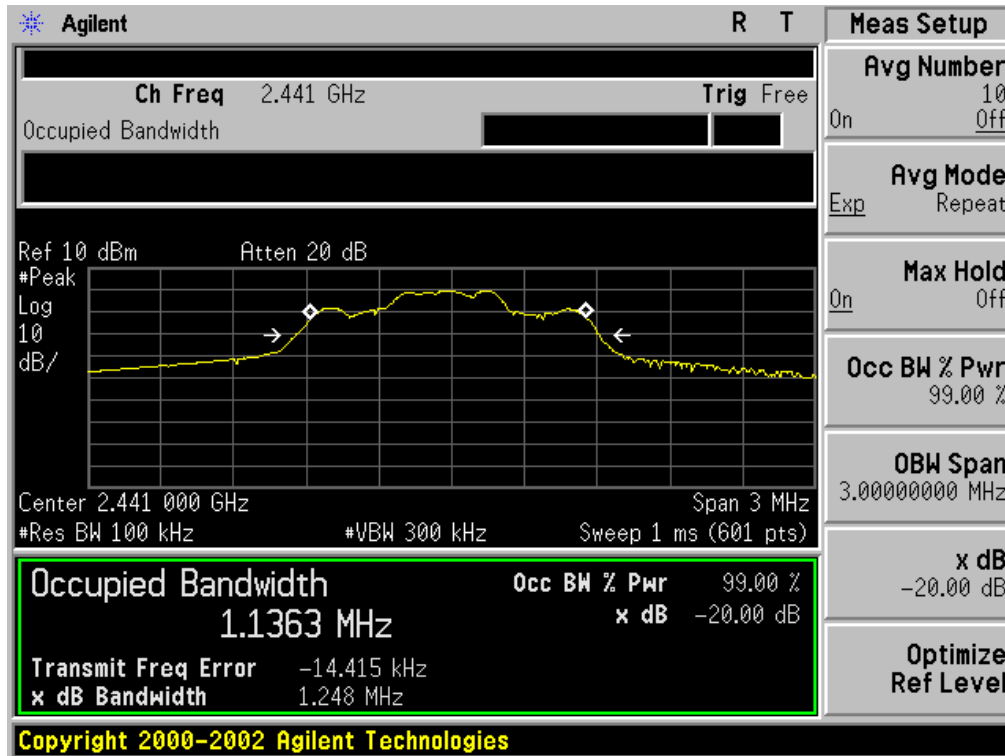 Agilent R T
Ch Freq 2.441 GHz Trig Free
Occupied Bandwidth
Ref 10 dBm Atten 20 dB
#Peak
Log
10
dB/
Center 2.441 000 GHz Span 3 MHz
#Res BW 100 kHz #VBW 300 kHz Sweep 1 ms (601 pts)
Occupied Bandwidth Occ BW % Pwr 99.00 %
1.1363 MHz x dB -20.00 dB
Transmit Freq Error -14.415 kHz
x dB Bandwidth 1.248 MHz
Copyright 2000-2002 Agilent Technologies
Meas Setup
Avg Number
10
On Off
Avg Mode
Exp Repeat
Max Hold
On Off
Occ BW % Pwr
99.00 %
OBW Span
3.00000000 MHz
x dB
-20.00 dB
Optimize
Ref Level